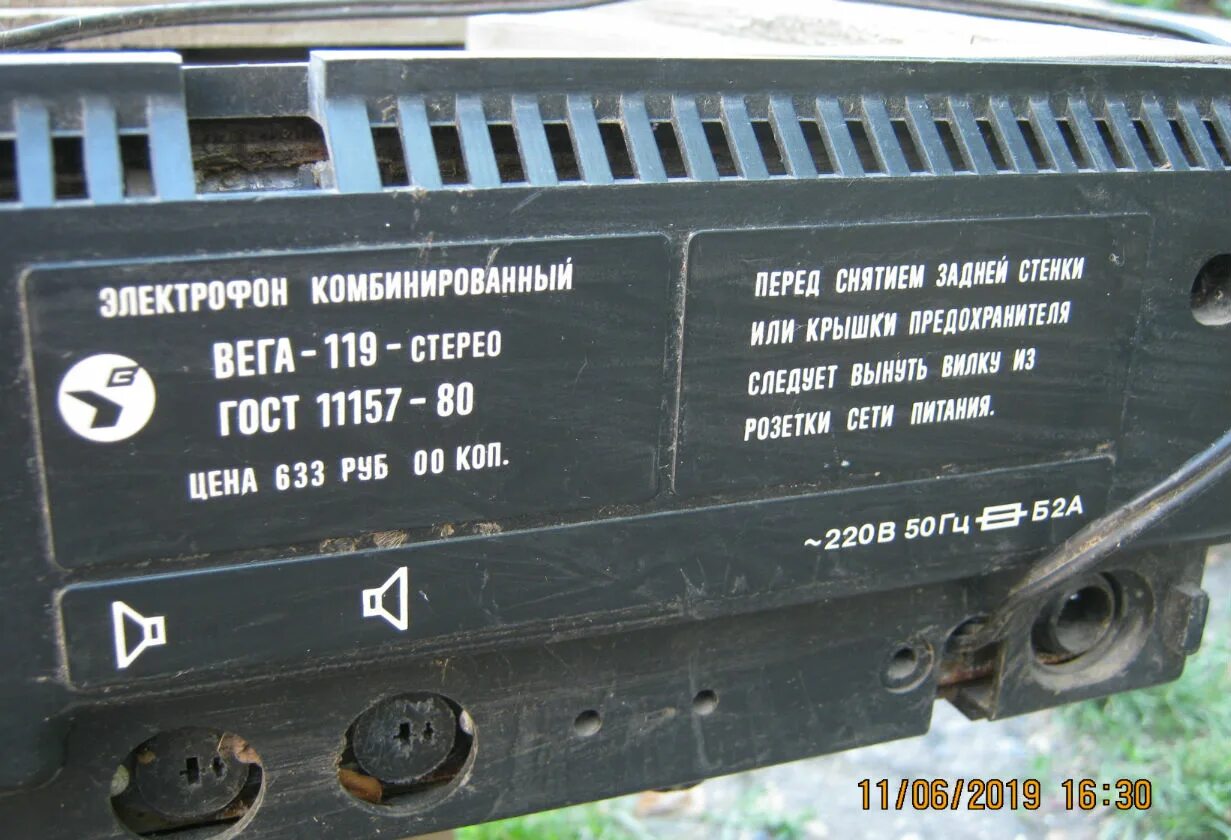 ЭЛЕКТРОФОН КОМБИНИРОВАННЫЙ
В
ВЕГА-119-СТЕРЕО
ГОСТ 11157-80
ЦЕНА 633 РУБ 00 КОП.
ПЕРЕД СНЯТИЕМ ЗАДНЕЙ СТЕНКИ
ИЛИ КРЫШКИ ПРЕДОХРАНИТЕЛЯ
СЛЕДУЕТ ВЫНУТЬ ВИЛКУ ИЗ
РОЗЕТКИ СЕТИ ПИТАНИЯ.
~220В 50Гц Б2А
11/06/2019 16:30